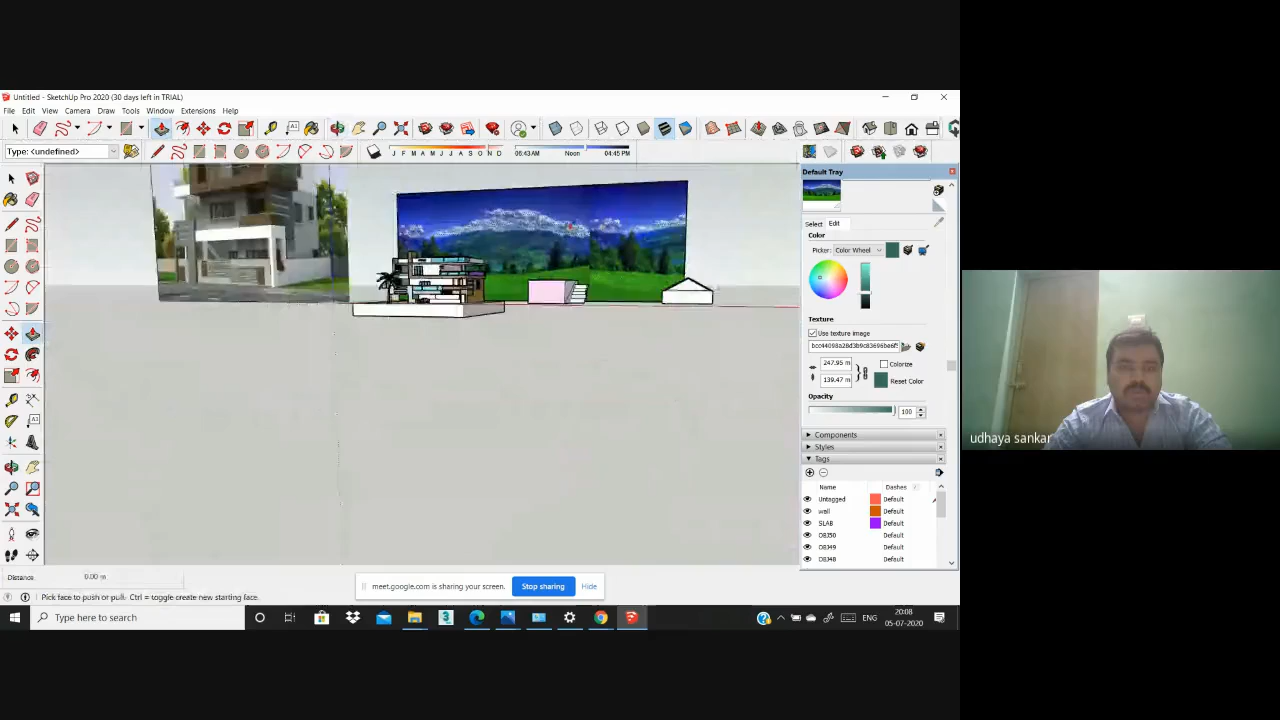 Untitled - SketchUp Pro 2020 (30 days left in TRIAL)
File Edit View Camera Draw Tools Window Extensions Help
Type: <undefined>
J F M A M J J A S O N D
06:43 AM Noon 04:45 PM
Default Tray
Select Edit
Color
Picker: Color Wheel
Texture
Use texture image
247.95 m
Colorize
139.47 m
Reset Color
Opacity
100
Components
Styles
Tags
Name Dashes
Untagged Default
wall Default
SLAB Default
OBJ50 Default
OBJ49 Default
OBJ48 Default
udhaya sankar
Distance 0.00 m
meet.google.com is sharing your screen. Stop sharing Hide
Pick face to push or pull. Ctrl = toggle create new starting face.
Type here to search
ENG
20:08
05-07-2020